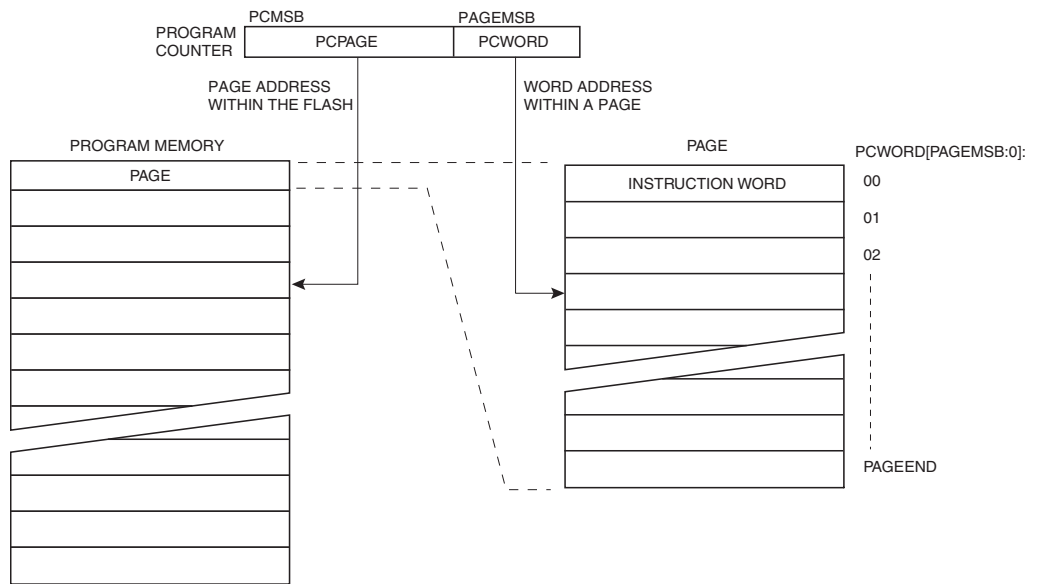 PCMSB
PAGEMSB
PROGRAM
COUNTER
PCPAGE
PCWORD
PAGE ADDRESS
WITHIN THE FLASH
WORD ADDRESS
WITHIN A PAGE
PROGRAM MEMORY
PAGE
PAGE
PCWORD[PAGEMSB:0]:
INSTRUCTION WORD
00
01
02
PAGEEND